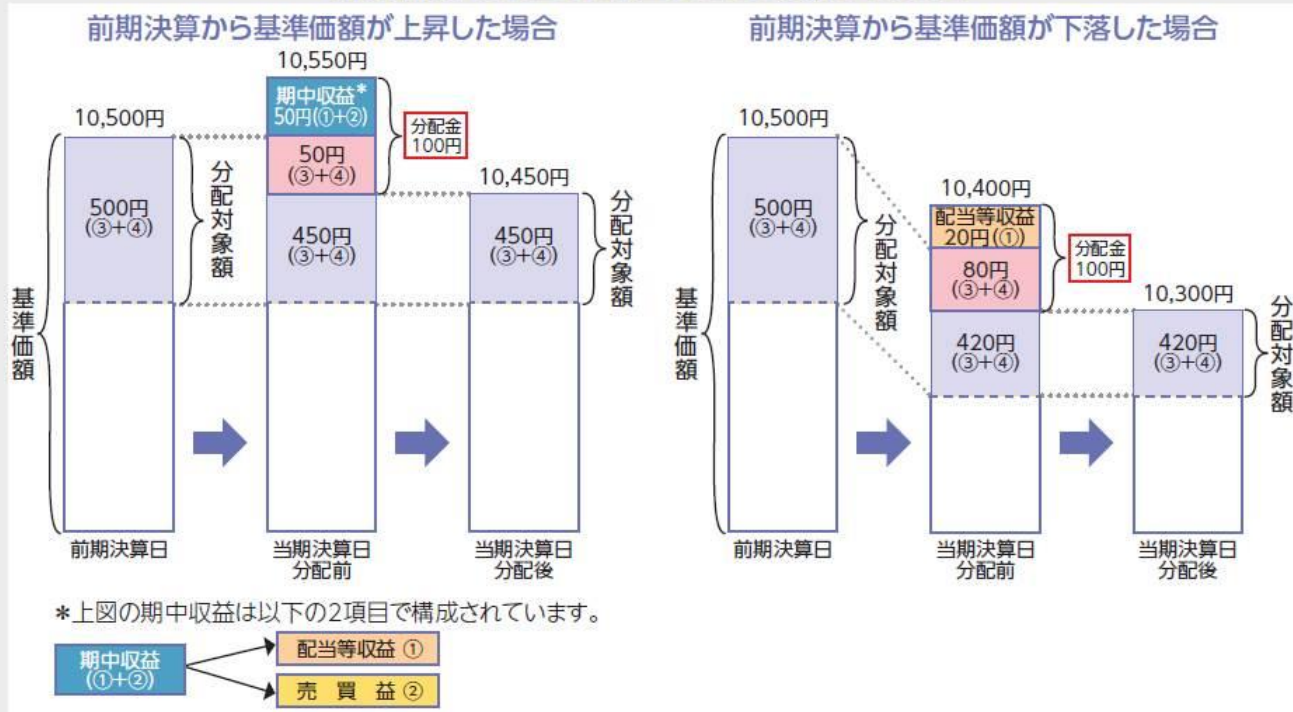 前期決算から基準価額が上昇した場合
10,500円
10,550円
期中収益*
50円(①+②)
分配金
100円
50円
(③+④)
10,450円
500円
(③+④)
分配対象額
450円
(③+④)
450円
(③+④)
分配対象額
基準価額
前期決算日
当期決算日
分配前
当期決算日
分配後
前期決算から基準価額が下落した場合
10,500円
10,400円
配当等収益
20円(①)
分配金
100円
80円
(③+④)
10,300円
500円
(③+④)
分配対象額
420円
(③+④)
420円
(③+④)
分配対象額
基準価額
前期決算日
当期決算日
分配前
当期決算日
分配後
*上図の期中収益は以下の2項目で構成されています。
期中収益
(①+②)
配当等収益 ①
売 買 益 ②